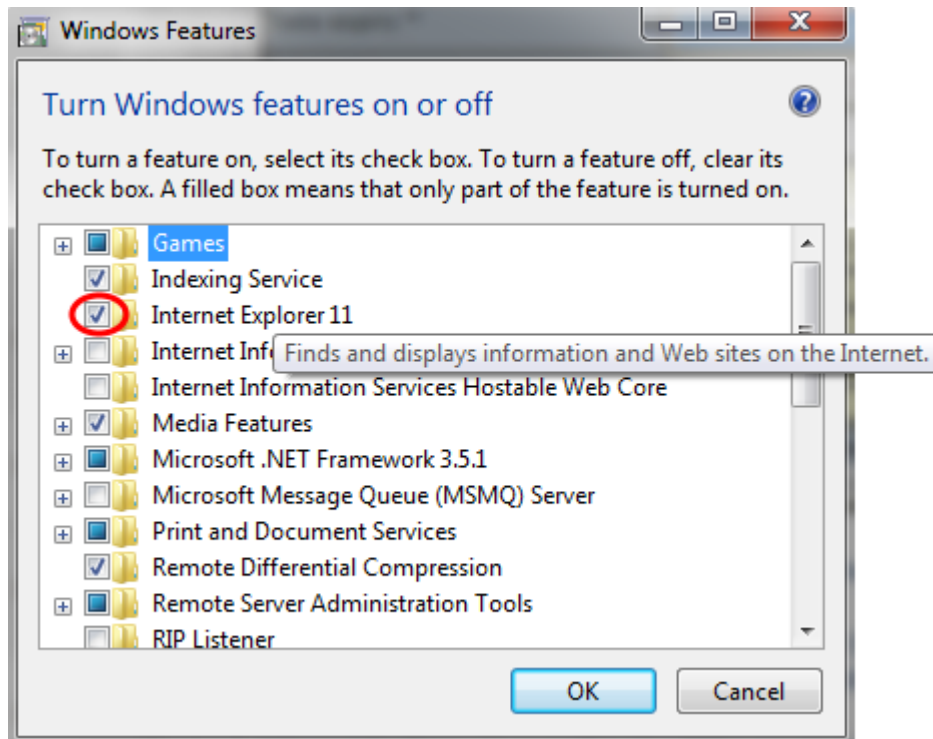 Windows Features
Turn Windows features on or off
To turn a feature on, select its check box. To turn a feature off, clear its
check box. A filled box means that only part of the feature is turned on.
Games
Indexing Service
Internet Explorer 11
Internet Inf
Finds and displays information and Web sites on the Internet.
Internet Information Services Hostable Web Core
Media Features
Microsoft .NET Framework 3.5.1
Microsoft Message Queue (MSMQ) Server
Print and Document Services
Remote Differential Compression
Remote Server Administration Tools
RIP Listener
OK
Cancel